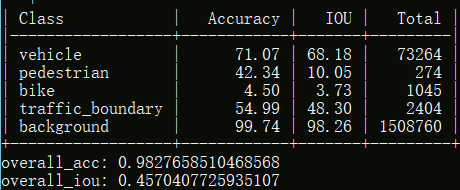 | Class | Accuracy | IOU | Total |
|------------------+----------+-------+---------|
| vehicle | 71.07 | 68.18 | 73264 |
| pedestrian | 42.34 | 10.05 | 274 |
| bike | 4.50 | 3.73 | 1045 |
| traffic_boundary | 54.99 | 48.30 | 2404 |
| background | 99.74 | 98.26 | 1508760 |
+------------------+----------+-------+---------+
overall_acc: 0.9827658510468568
overall_iou: 0.4570407725935107